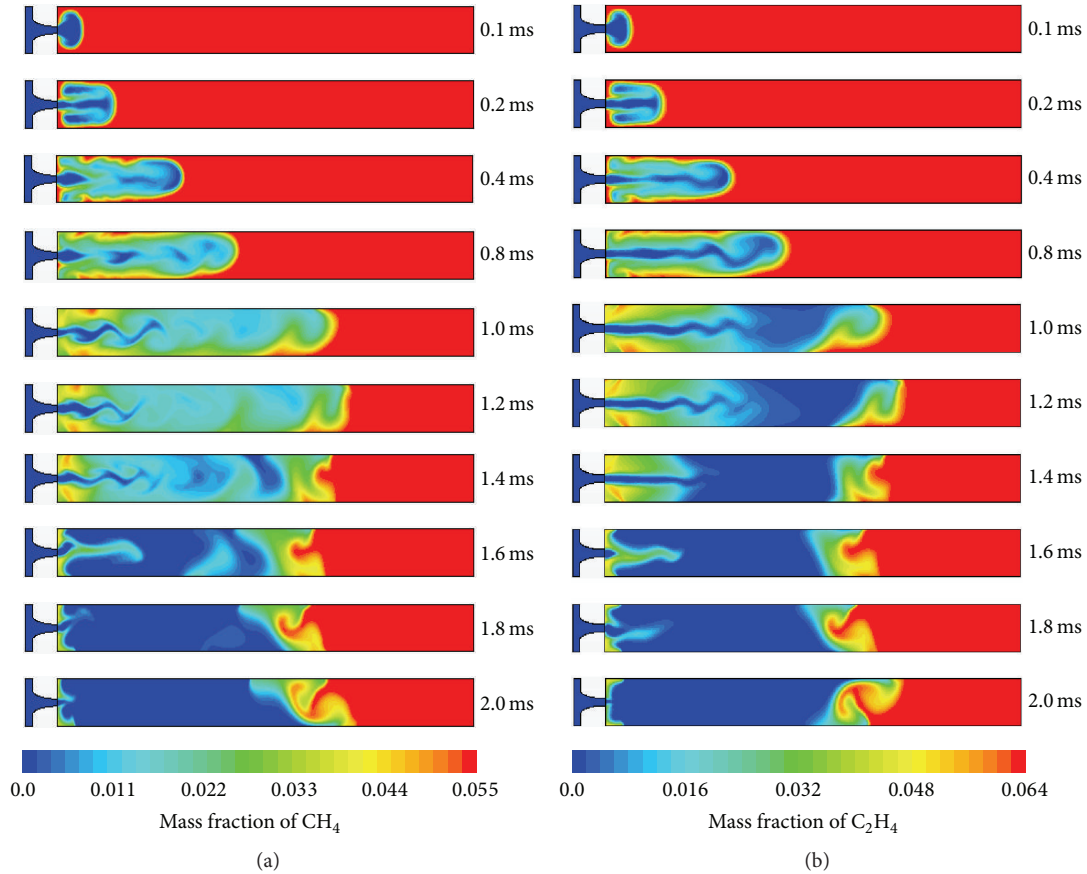 0.1 ms
0.2 ms
0.4 ms
0.8 ms
1.0 ms
1.2 ms
1.4 ms
1.6 ms
1.8 ms
2.0 ms
0.0 0.011 0.022 0.033 0.044 0.055
Mass fraction of CH₄
(a)
0.1 ms
0.2 ms
0.4 ms
0.8 ms
1.0 ms
1.2 ms
1.4 ms
1.6 ms
1.8 ms
2.0 ms
0.0 0.016 0.032 0.048 0.064
Mass fraction of C₂H₄
(b)